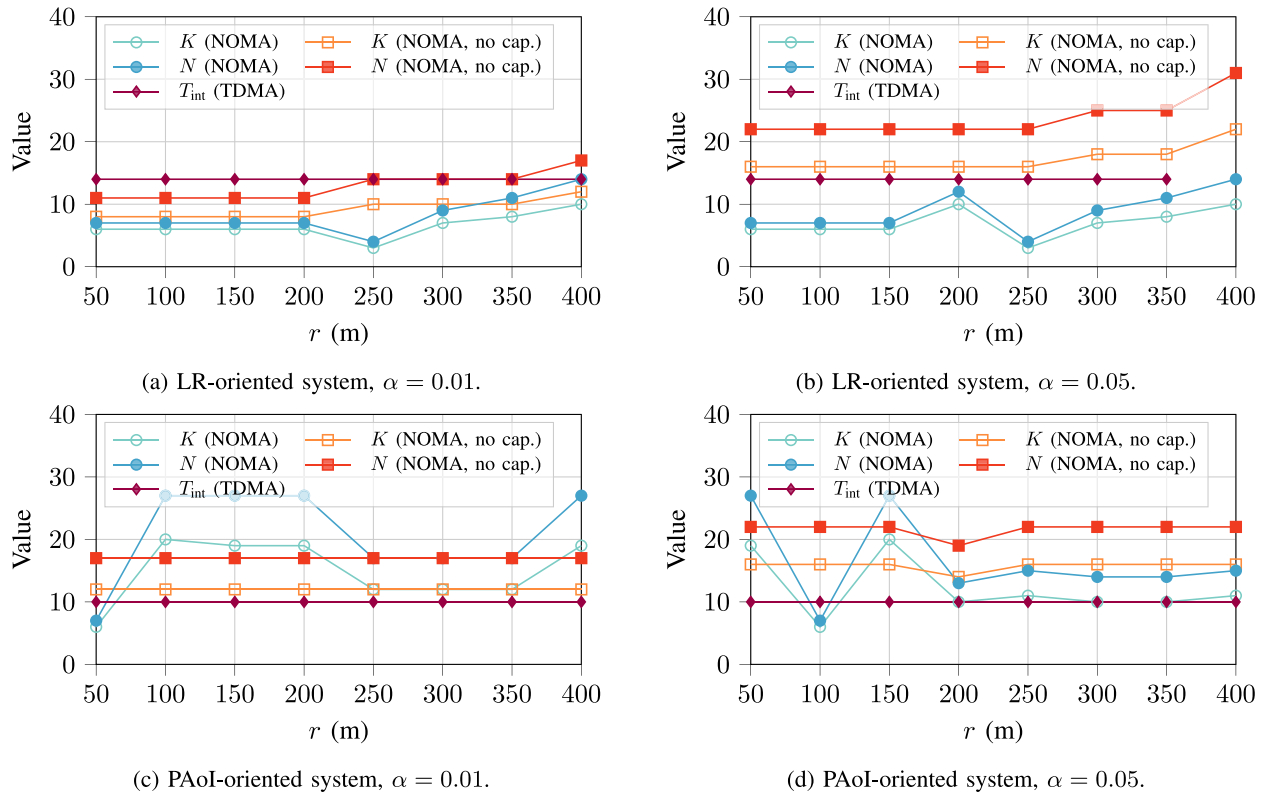 40
30
20
10
0
Value
K (NOMA)
K (NOMA, no cap.)
N (NOMA)
N (NOMA, no cap.)
T_int (TDMA)
50 100 150 200 250 300 350 400
r (m)
(a) LR-oriented system, α = 0.01.
40
30
20
10
0
Value
K (NOMA)
K (NOMA, no cap.)
N (NOMA)
N (NOMA, no cap.)
T_int (TDMA)
50 100 150 200 250 300 350 400
r (m)
(b) LR-oriented system, α = 0.05.
40
30
20
10
0
Value
K (NOMA)
K (NOMA, no cap.)
N (NOMA)
N (NOMA, no cap.)
T_int (TDMA)
50 100 150 200 250 300 350 400
r (m)
(c) PAoI-oriented system, α = 0.01.
40
30
20
10
0
Value
K (NOMA)
K (NOMA, no cap.)
N (NOMA)
N (NOMA, no cap.)
T_int (TDMA)
50 100 150 200 250 300 350 400
r (m)
(d) PAoI-oriented system, α = 0.05.